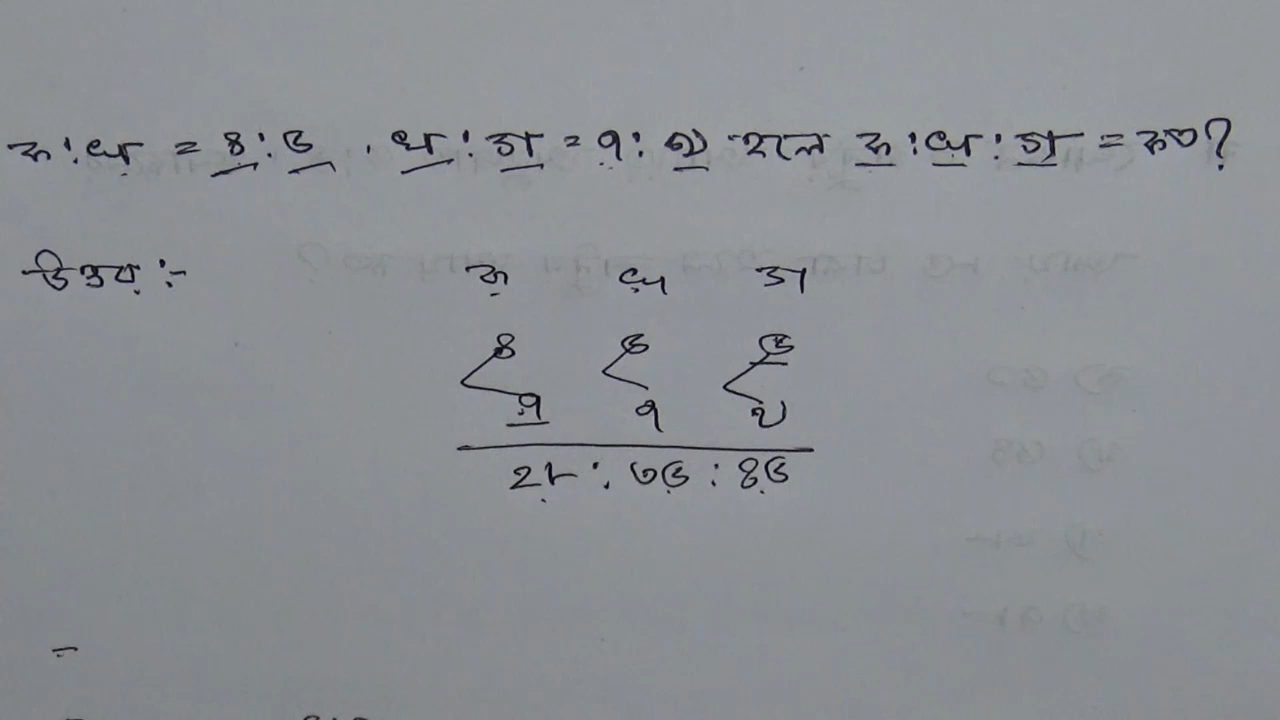 ক : খ = ৪ : ৫ , খ : গ = ৭ : ৯ হলে ক : খ : গ = কত?
উত্তর :-
ক খ গ
৪ ৫ ৫
৭ ৭ ৯
২৮ : ৩৫ : ৪৫